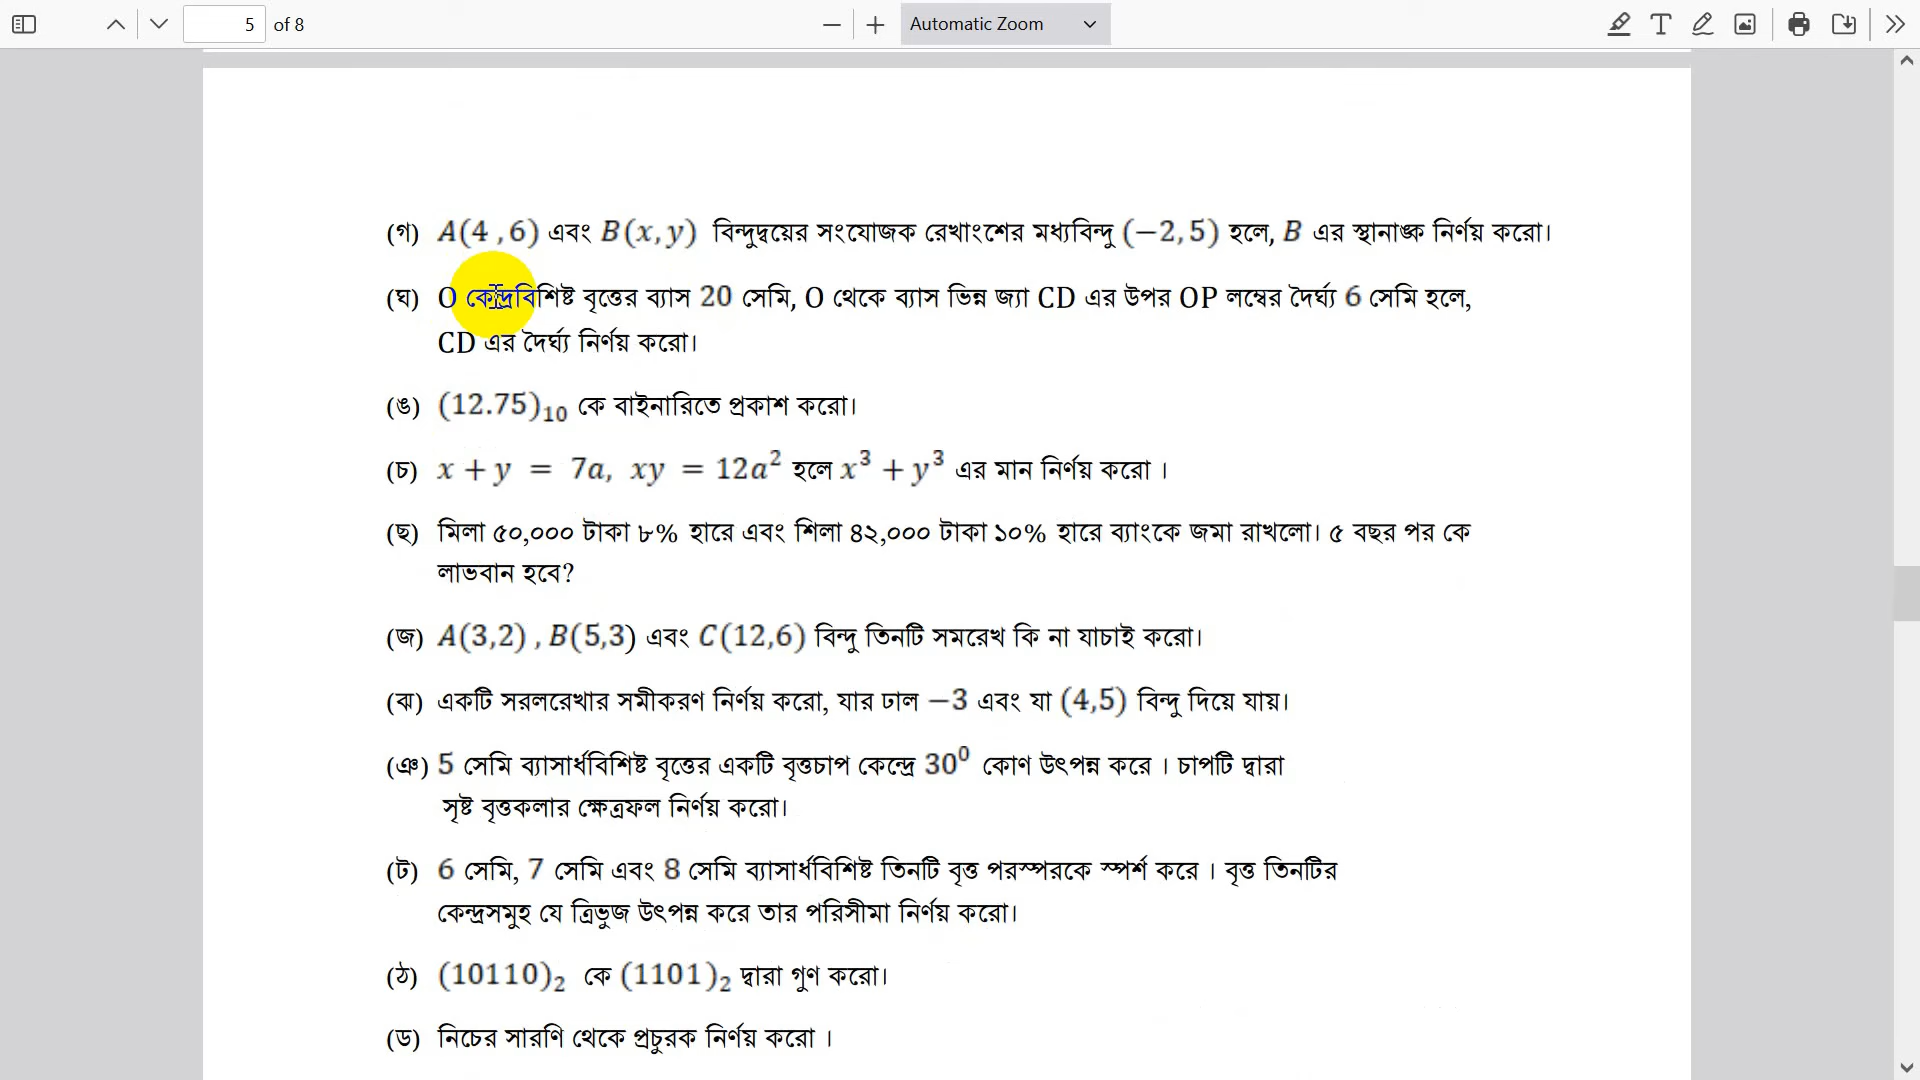 5 of 8 Automatic Zoom
(গ) A(4 ,6) এবং B(x, y) বিন্দুদ্বয়ের সংযোজক রেখাংশের মধ্যবিন্দু (−2, 5) হলে, B এর স্থানাঙ্ক নির্ণয় করো।
(ঘ) O কেন্দ্রবিশিষ্ট বৃত্তের ব্যাস 20 সেমি, O থেকে ব্যাস ভিন্ন জ্যা CD এর উপর OP লম্বের দৈর্ঘ্য 6 সেমি হলে,
CD এর দৈর্ঘ্য নির্ণয় করো।
(ঙ) (12.75)₁₀ কে বাইনারিতে প্রকাশ করো।
(চ) x + y = 7a, xy = 12a² হলে x³ + y³ এর মান নির্ণয় করো ।
(ছ) মিলা ৫০,০০০ টাকা ৮% হারে এবং শিলা ৪২,০০০ টাকা ১০% হারে ব্যাংকে জমা রাখলো। ৫ বছর পর কে
লাভবান হবে?
(জ) A(3,2) , B(5,3) এবং C(12,6) বিন্দু তিনটি সমরেখ কি না যাচাই করো।
(ঝ) একটি সরলরেখার সমীকরণ নির্ণয় করো, যার ঢাল −3 এবং যা (4,5) বিন্দু দিয়ে যায়।
(ঞ) 5 সেমি ব্যাসার্ধবিশিষ্ট বৃত্তের একটি বৃত্তচাপ কেন্দ্রে 30⁰ কোণ উৎপন্ন করে । চাপটি দ্বারা
সৃষ্ট বৃত্তকলার ক্ষেত্রফল নির্ণয় করো।
(ট) 6 সেমি, 7 সেমি এবং 8 সেমি ব্যাসার্ধবিশিষ্ট তিনটি বৃত্ত পরস্পরকে স্পর্শ করে । বৃত্ত তিনটির
কেন্দ্রসমুহ যে ত্রিভুজ উৎপন্ন করে তার পরিসীমা নির্ণয় করো।
(ঠ) (10110)₂ কে (1101)₂ দ্বারা গুণ করো।
(ড) নিচের সারণি থেকে প্রচুরক নির্ণয় করো ।